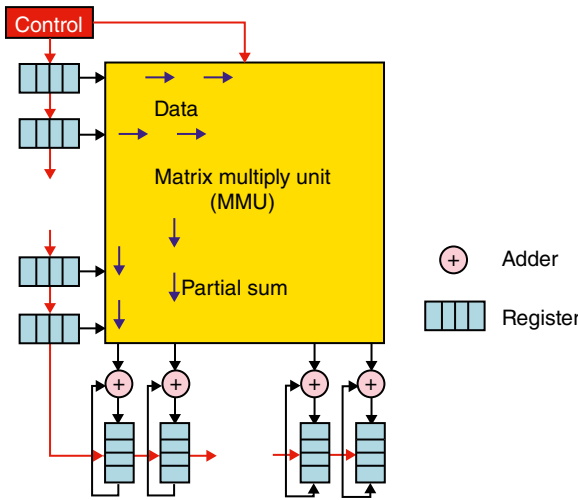 Control
Data
Matrix multiply unit
(MMU)
Partial sum
+ Adder
Register
+ + + +